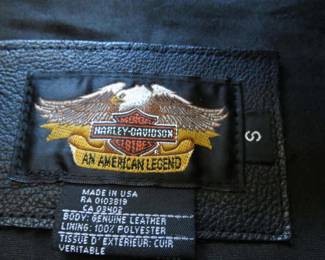 MOTOR
HARLEY-DAVIDSON
CYCLES
AN AMERICAN LEGEND
S
MADE IN USA
RA 0103819
CA 03402
BODY: GENUINE LEATHER
LINING: 100% POLYESTER
TISSUE D'EXTERIEUR: CUIR
VERITABLE